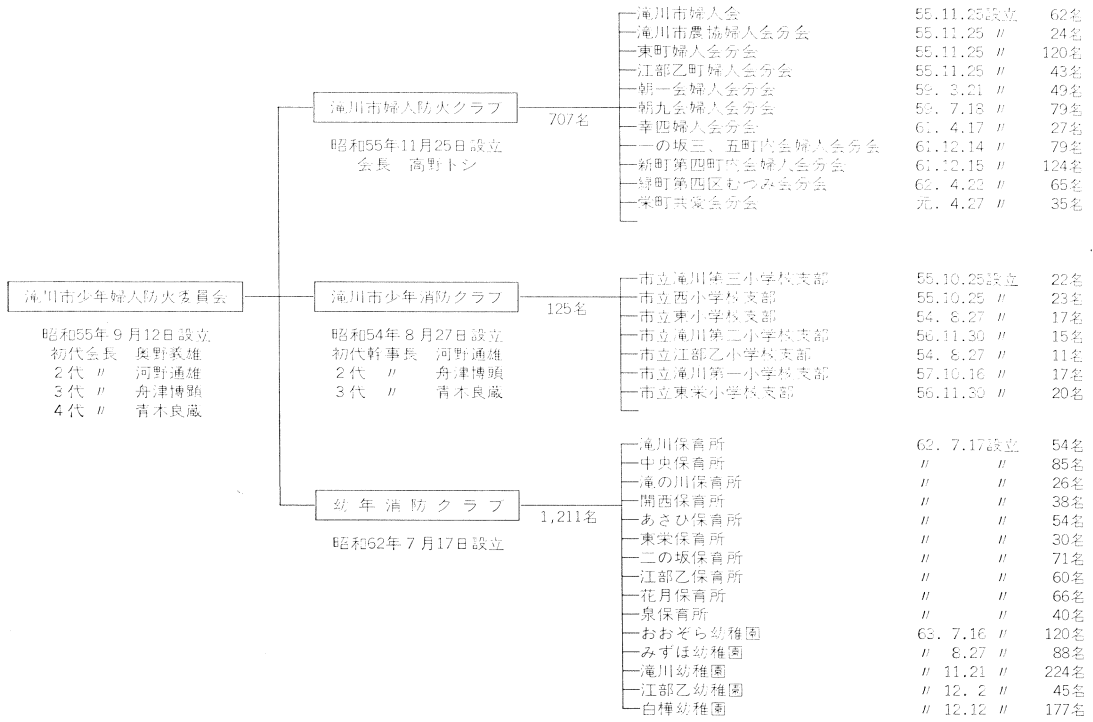 滝川市少年婦人防火委員会
昭和55年9月12日設立
初代会長 奥野義雄
2代 〃 河野通雄
3代 〃 舟津博顕
4代 〃 青木良蔵
滝川市婦人防火クラブ 707名
昭和55年11月25日設立
会長 高野トシ
滝川市婦人会 55.11.25設立 62名
滝川市農協婦人会分会 55.11.25 〃 24名
東町婦人会分会 55.11.25 〃 120名
江部乙町婦人会分会 55.11.25 〃 43名
朝一会婦人会分会 59. 3.21 〃 49名
朝九会婦人会分会 59. 7.18 〃 79名
幸四婦人会分会 61. 4.17 〃 27名
一の坂三、五町内会婦人会分会 61.12.14 〃 79名
新町第四町内会婦人会分会 61.12.15 〃 124名
緑町第四区むつみ会分会 62. 4.23 〃 65名
栄町共栄会分会 元. 4.27 〃 35名
滝川市少年消防クラブ 125名
昭和54年8月27日設立
初代幹事長 河野通雄
2代 〃 舟津博顕
3代 〃 青木良蔵
市立滝川第三小学校支部 55.10.25設立 22名
市立西小学校支部 55.10.25 〃 23名
市立東小学校支部 54. 8.27 〃 17名
市立滝川第二小学校支部 56.11.30 〃 15名
市立江部乙小学校支部 54. 8.27 〃 11名
市立滝川第一小学校支部 57.10.16 〃 17名
市立東栄小学校支部 56.11.30 〃 20名
幼年消防クラブ 1,211名
昭和62年7月17日設立
滝川保育所 62. 7.17設立 54名
中央保育所 〃 〃 85名
滝の川保育所 〃 〃 26名
開西保育所 〃 〃 38名
あさひ保育所 〃 〃 54名
東栄保育所 〃 〃 30名
二の坂保育所 〃 〃 71名
江部乙保育所 〃 〃 60名
花月保育所 〃 〃 66名
泉保育所 〃 〃 40名
おおぞら幼稚園 63. 7.16 〃 120名
みずほ幼稚園 〃 8.27 〃 88名
滝川幼稚園 〃 11.21 〃 224名
江部乙幼稚園 〃 12. 2 〃 45名
白樺幼稚園 〃 12.12 〃 177名